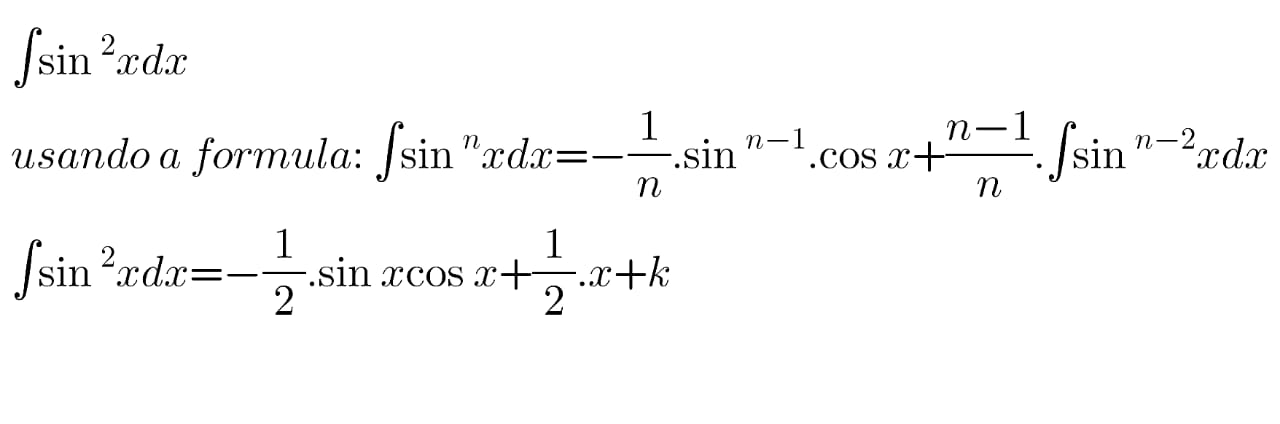 ∫sin ²xdx
usando a formula: ∫sin ⁿxdx=−1/n.sin ⁿ⁻¹.cos x+(n−1)/n.∫sin ⁿ⁻²xdx
∫sin ²xdx=−1/2.sin xcos x+1/2.x+k